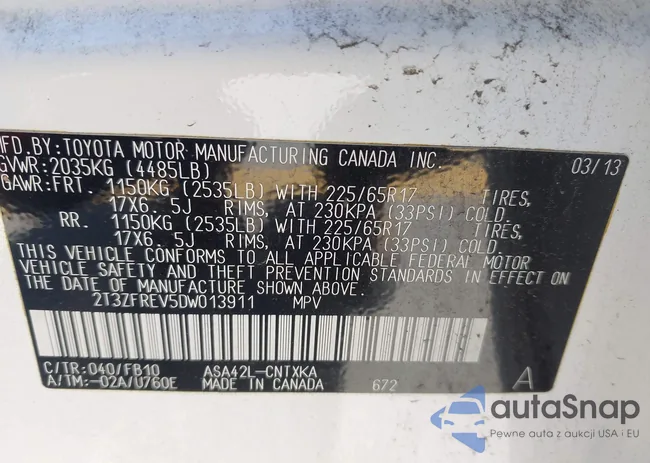 MFD.BY:TOYOTA MOTOR MANUFACTURING CANADA INC. 03/13
GVWR:2035KG (4485LB)
GAWR:FRT. 1150KG (2535LB) WITH 225/65R17 TIRES,
17X6.5J RIMS, AT 230KPA (33PSI) COLD.
RR. 1150KG (2535LB) WITH 225/65R17 TIRES,
17X6.5J RIMS, AT 230KPA (33PSI) COLD.
THIS VEHICLE CONFORMS TO ALL APPLICABLE FEDERAL MOTOR
VEHICLE SAFETY AND THEFT PREVENTION STANDARDS IN EFFECT ON
THE DATE OF MANUFACTURE SHOWN ABOVE.
2T3ZFREV5DW013911 MPV
C/TR:040/FB10 ASA42L-CNTXKA
A/TM:-02A/U760E MADE IN CANADA 672 A
autoSnap
Pewne auta z aukcji USA i EU